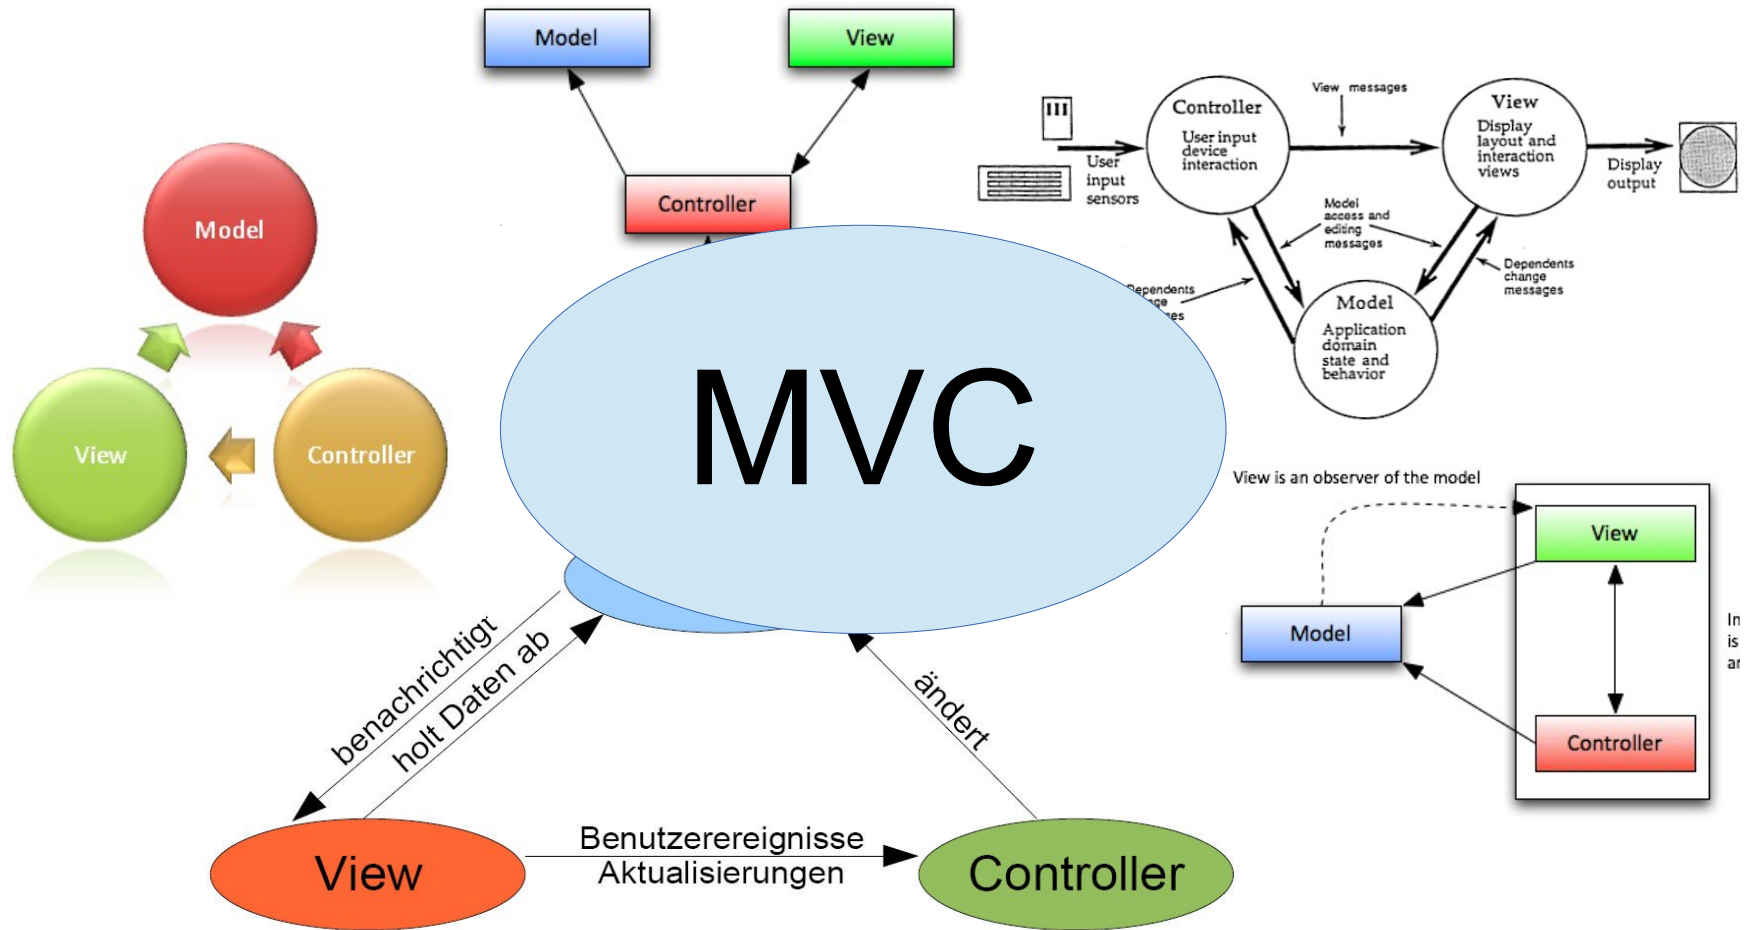 Model
View
Controller
Model
View
Controller
Controller
User input
device
interaction
View messages
View
Display
layout and
interaction
views
User
input
sensors
Display
output
Model
access and
editing
messages
Dependents
change
messages
Dependents
Model
Application
domain
state and
behavior
MVC
View is an observer of the model
View
Model
Controller
benachrichtigt
holt Daten ab
ändert
View
Benutzerereignisse
Aktualisierungen
Controller